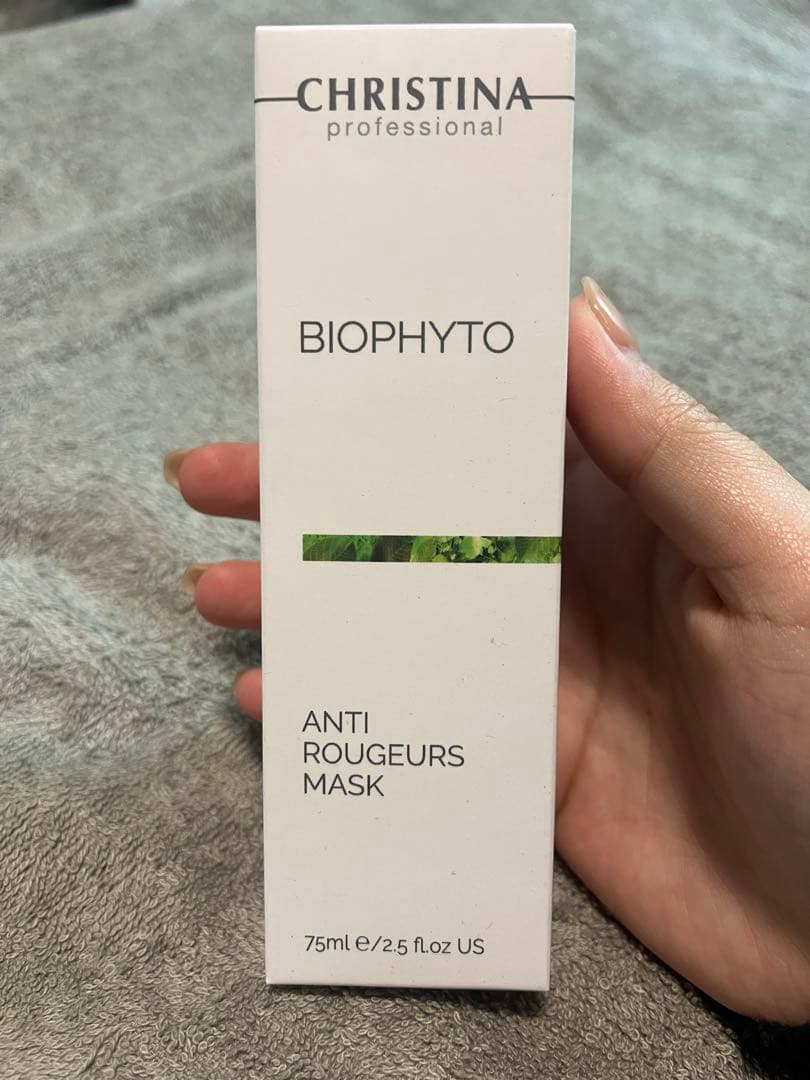 CHRISTINA
professional
BIOPHYTO
ANTI
ROUGEURS
MASK
75ml ℮/2.5 fl.oz US